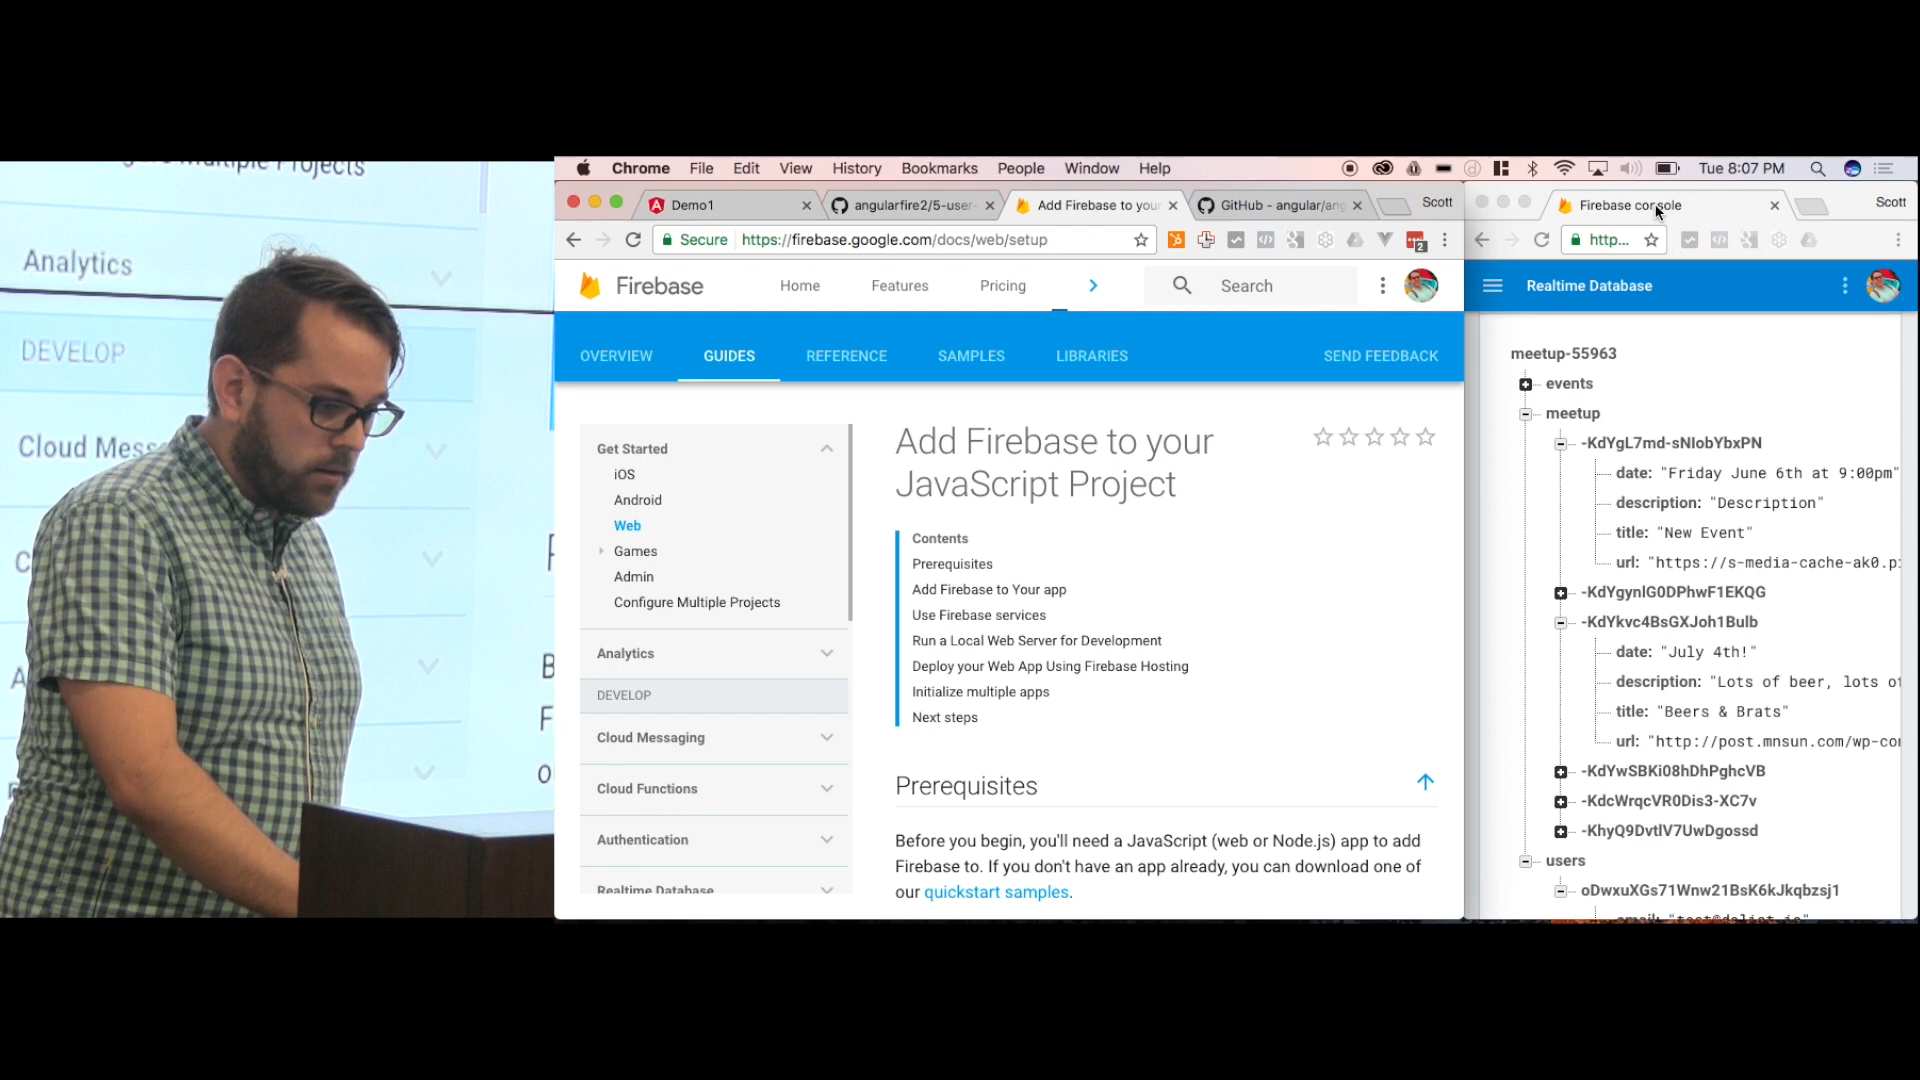 Multiple Projects
Analytics
DEVELOP
Cloud Mess
Chrome File Edit View History Bookmarks People Window Help
Tue 8:07 PM
Demo1
angularfire2/5-user-
Add Firebase to your
GitHub - angular/ang
Scott
Firebase console
Scott
Secure https://firebase.google.com/docs/web/setup
2
http...
Firebase
Home Features Pricing
Search
OVERVIEW GUIDES REFERENCE SAMPLES LIBRARIES SEND FEEDBACK
Get Started
iOS
Android
Web
Games
Admin
Configure Multiple Projects
Analytics
DEVELOP
Cloud Messaging
Cloud Functions
Authentication
Realtime Database
Add Firebase to your
JavaScript Project
Contents
Prerequisites
Add Firebase to Your app
Use Firebase services
Run a Local Web Server for Development
Deploy your Web App Using Firebase Hosting
Initialize multiple apps
Next steps
Prerequisites
Before you begin, you'll need a JavaScript (web or Node.js) app to add
Firebase to. If you don't have an app already, you can download one of
our quickstart samples.
Realtime Database
meetup-55963
events
meetup
-KdYgL7md-sNIobYbxPN
date: "Friday June 6th at 9:00pm"
description: "Description"
title: "New Event"
url: "https://s-media-cache-ak0.pi
-KdYgynlG0DPhwF1EKQG
-KdYkvc4BsGXJoh1Bulb
date: "July 4th!"
description: "Lots of beer, lots of
title: "Beers & Brats"
url: "http://post.mnsun.com/wp-con
-KdYwSBKi08hDhPghcVB
-KdcWrqcVR0Dis3-XC7v
-KhyQ9DvtlV7UwDgossd
users
oDwxuXGs71Wnw21BsK6kJkqbzsj1